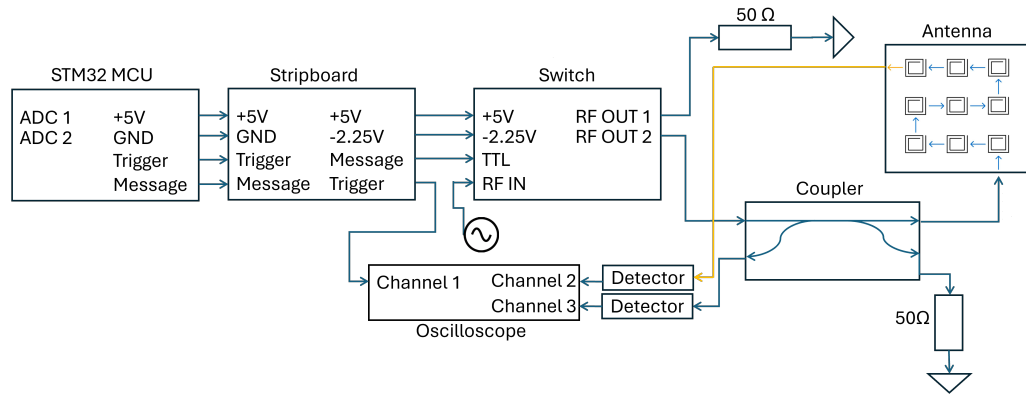 50 Ω
Antenna
STM32 MCU
Stripboard
Switch
ADC 1
ADC 2
+5V
GND
Trigger
Message
+5V
GND
Trigger
Message
+5V
-2.25V
Message
Trigger
+5V
-2.25V
TTL
RF IN
RF OUT 1
RF OUT 2
Coupler
Channel 1
Channel 2
Channel 3
Detector
Detector
Oscilloscope
50Ω